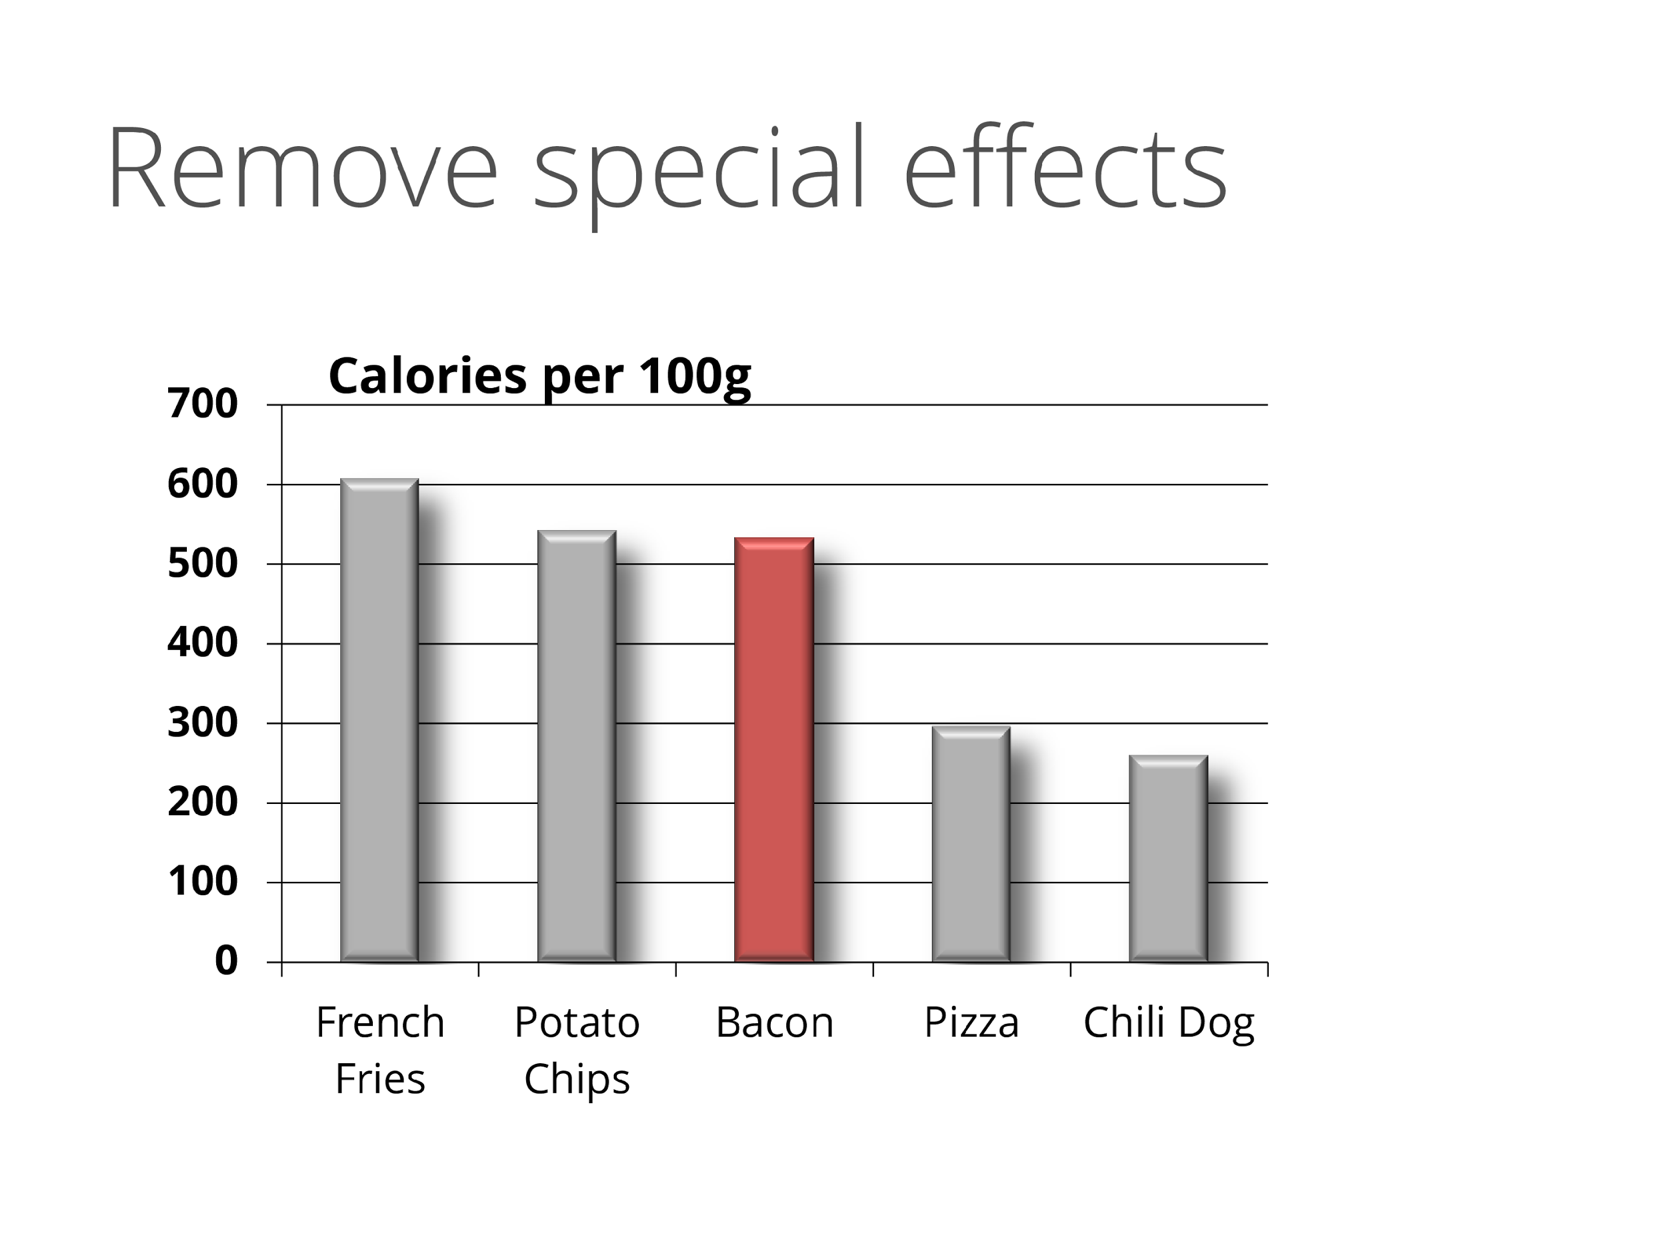 Remove special effects
Calories per 100g
700
600
500
400
300
200
100
0
French
Fries
Potato
Chips
Bacon
Pizza
Chili Dog